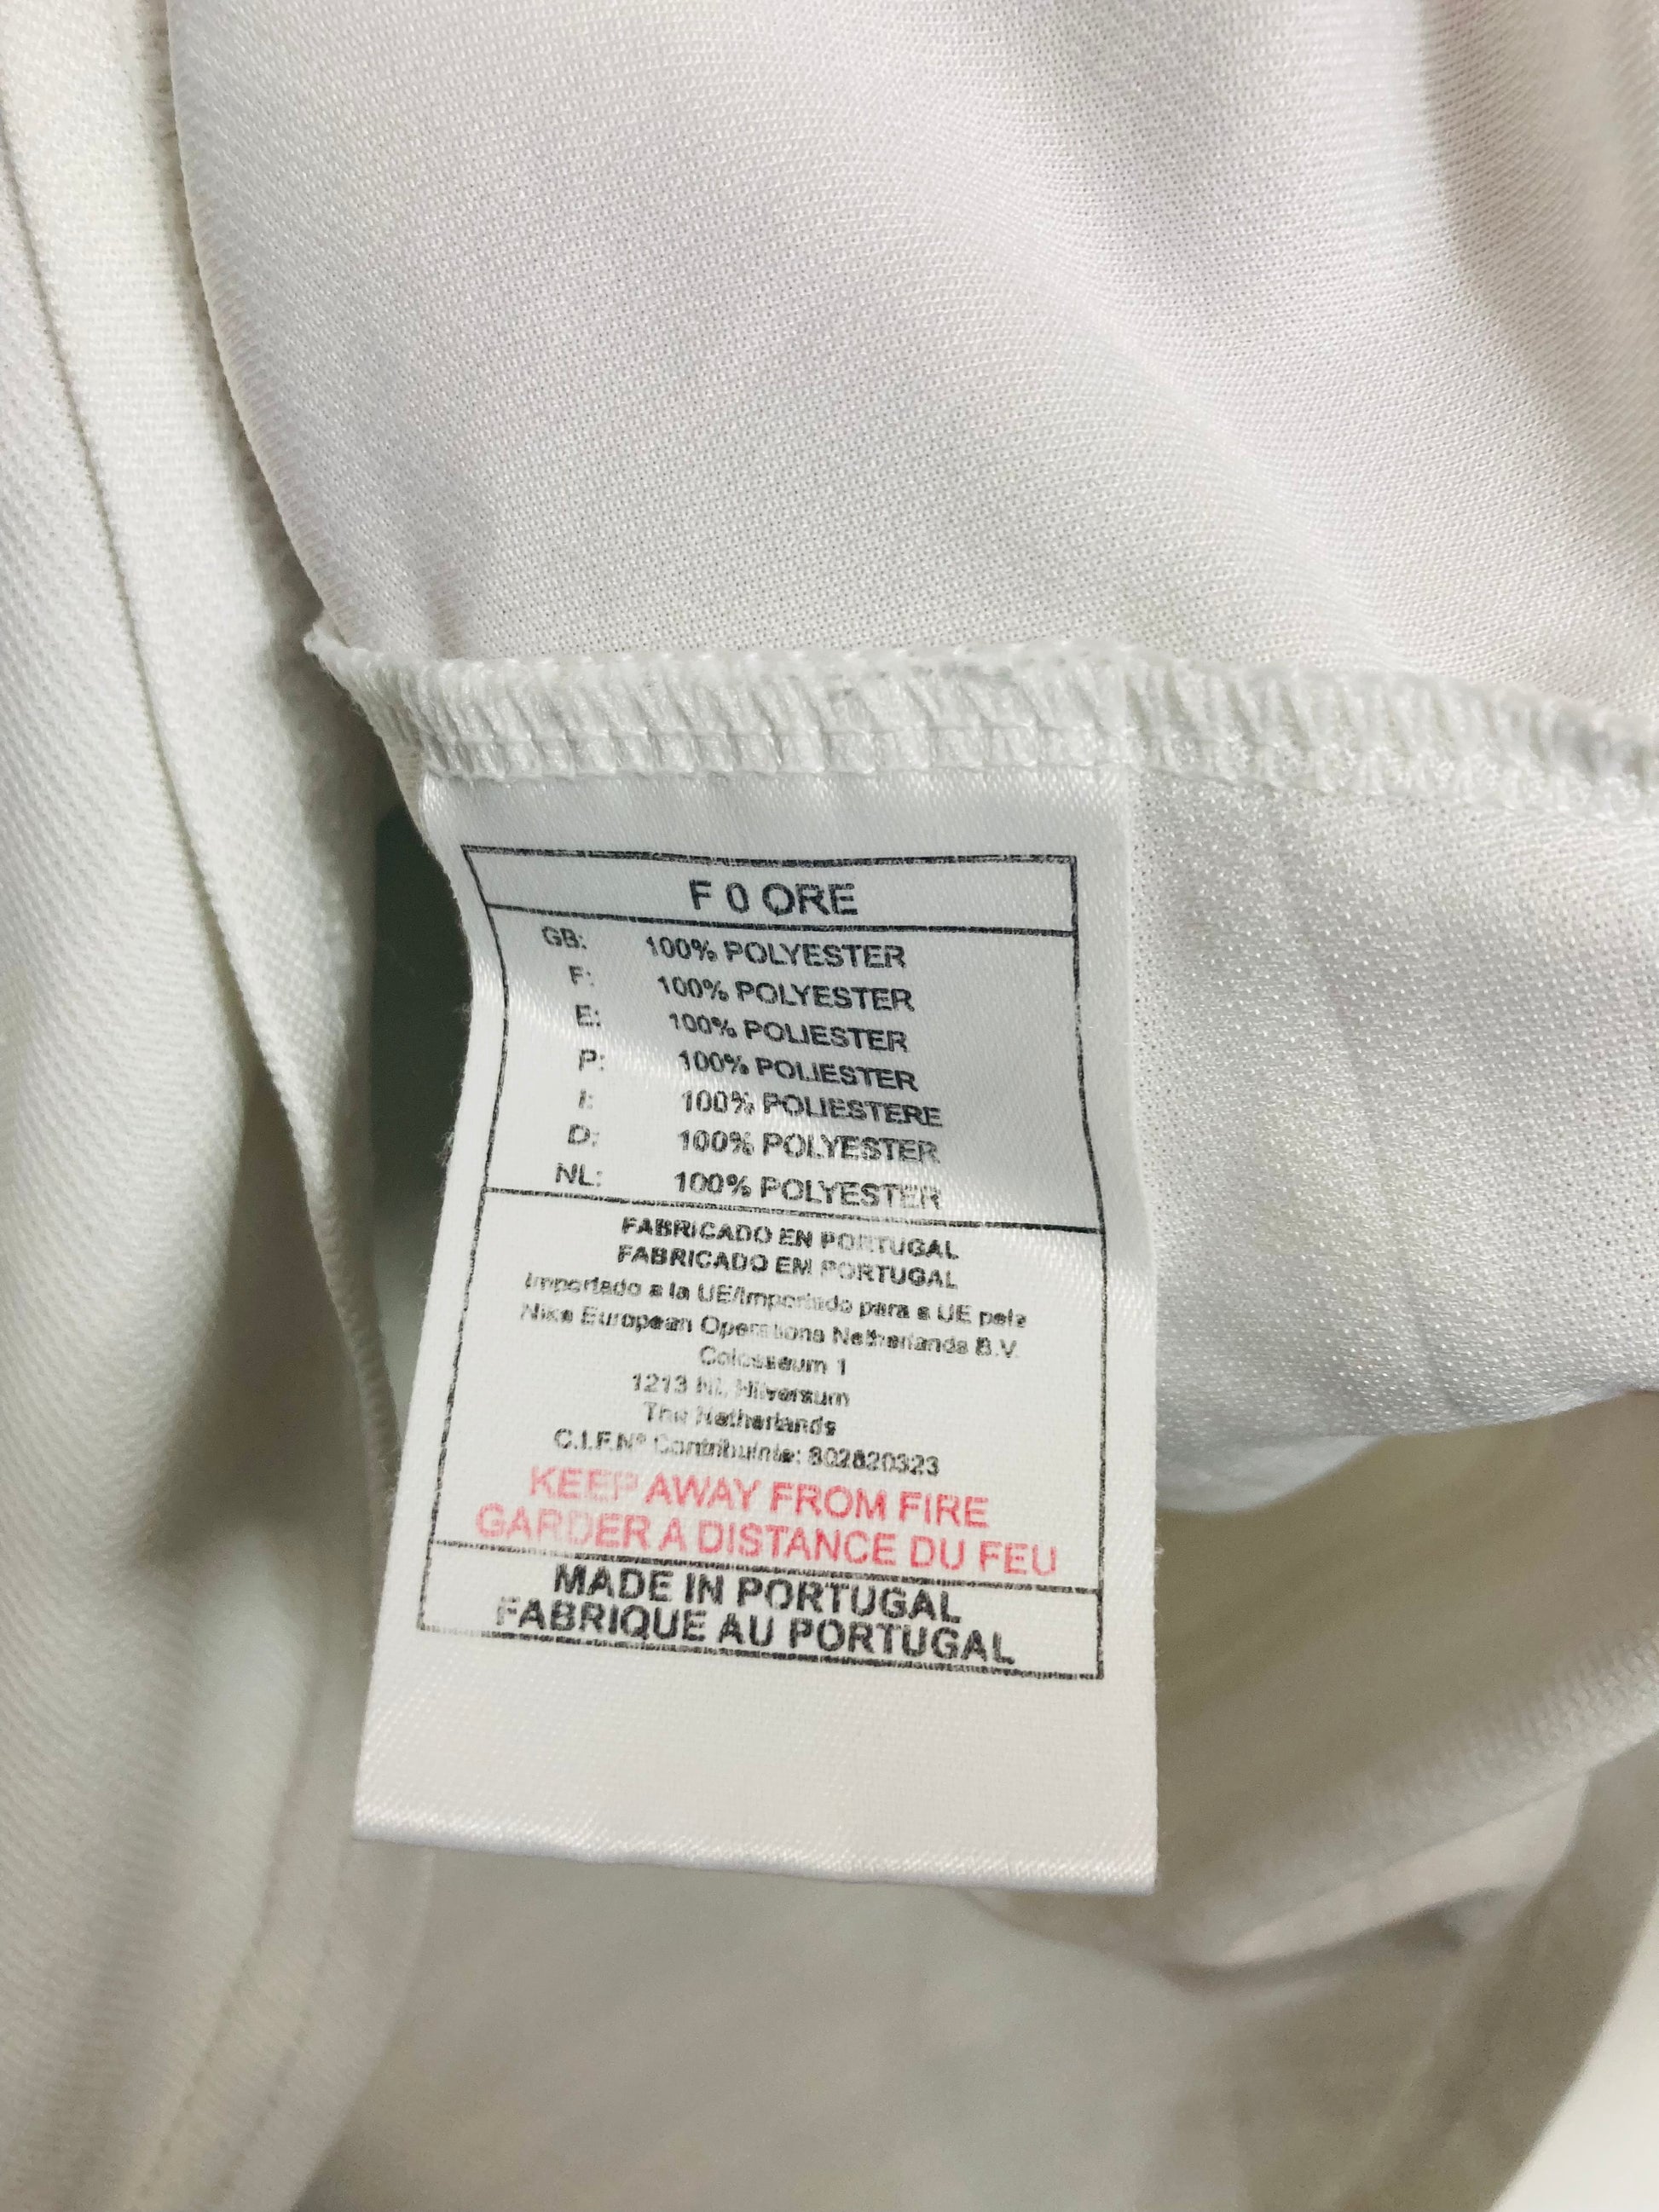 F 0 ORE
GB: 100% POLYESTER
F: 100% POLYESTER
E: 100% POLIESTER
P: 100% POLIESTER
I: 100% POLIESTERE
D: 100% POLYESTER
NL: 100% POLYESTER
FABRICADO EN PORTUGAL
FABRICADO EM PORTUGAL
Importado a la UE/Importado para a UE pela
Nike European Operations Netherlands B.V.
Colosseum 1
1213 NL Hilversum
The Netherlands
C.I.F.Nº Contribuinte: 802820323
KEEP AWAY FROM FIRE
GARDER A DISTANCE DU FEU
MADE IN PORTUGAL
FABRIQUE AU PORTUGAL